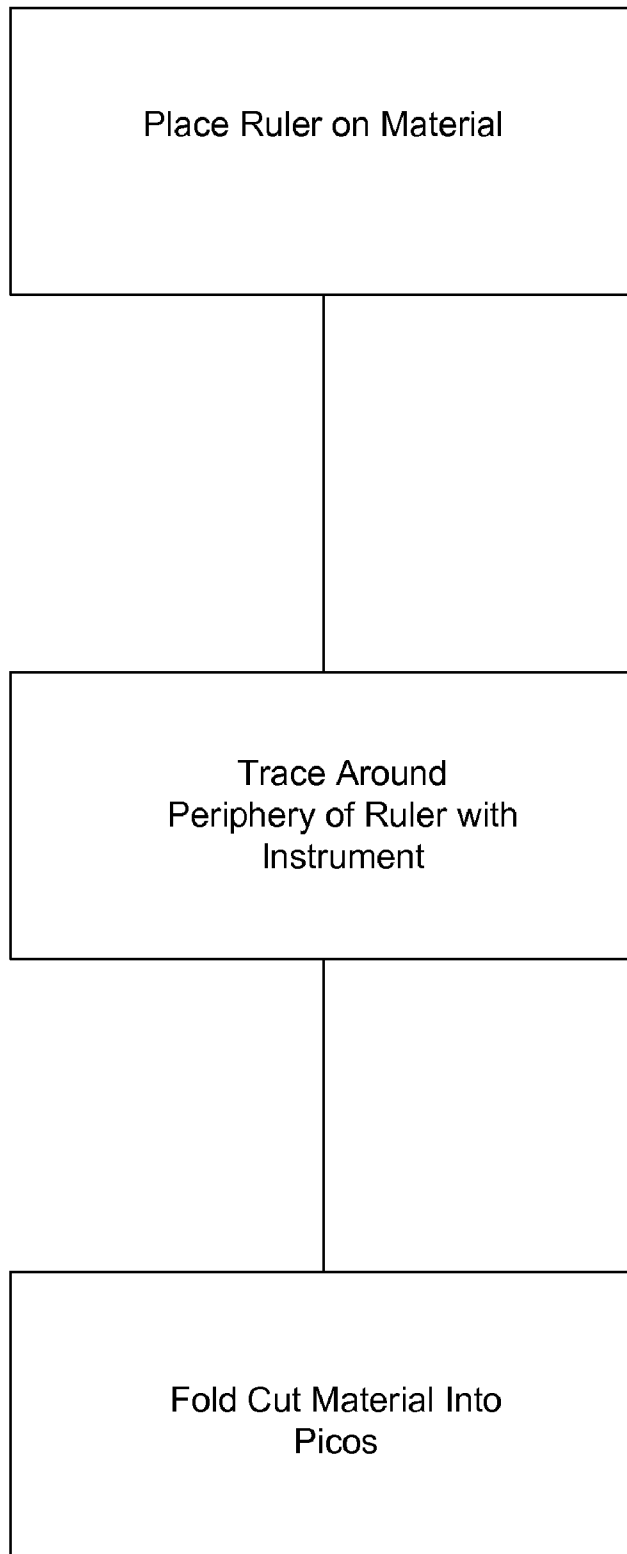 Place Ruler on Material
Trace Around
Periphery of Ruler with
Instrument
Fold Cut Material Into
Picos